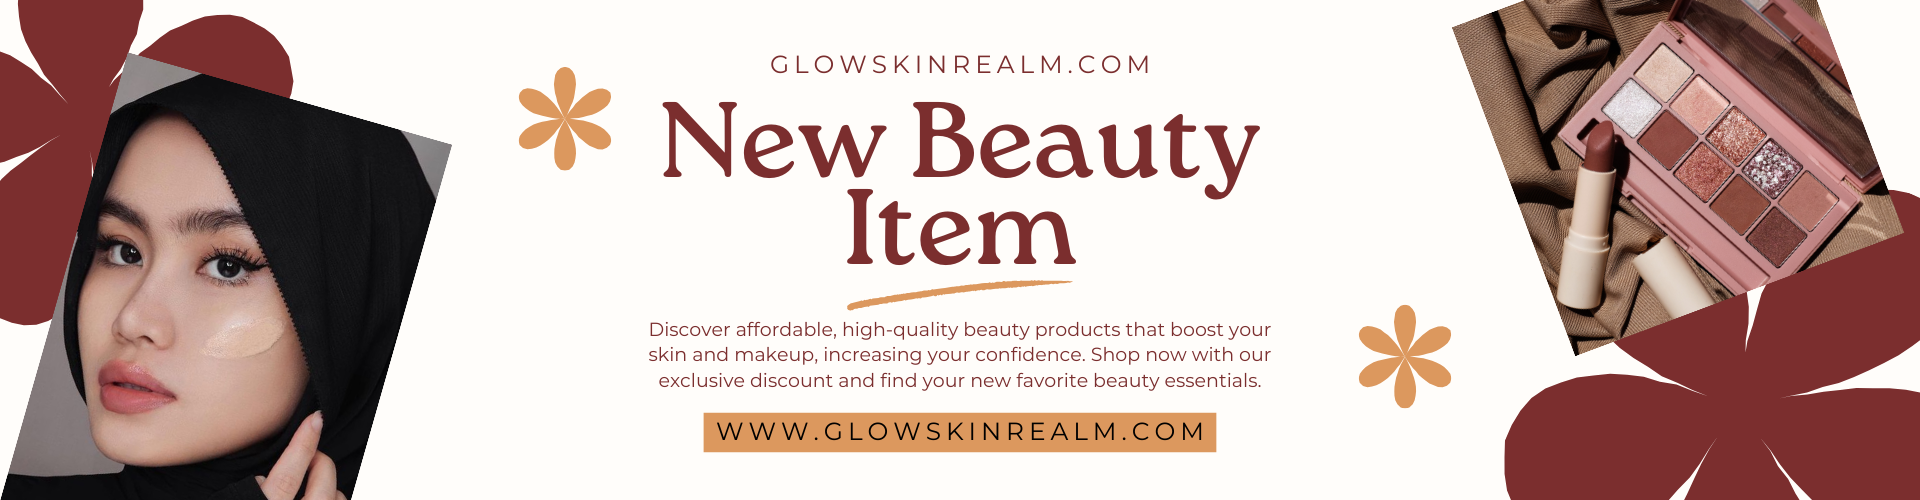 GLOWSKINREALM.COM
New Beauty
Item
Discover affordable, high-quality beauty products that boost your
skin and makeup, increasing your confidence. Shop now with our
exclusive discount and find your new favorite beauty essentials.
WWW.GLOWSKINREALM.COM